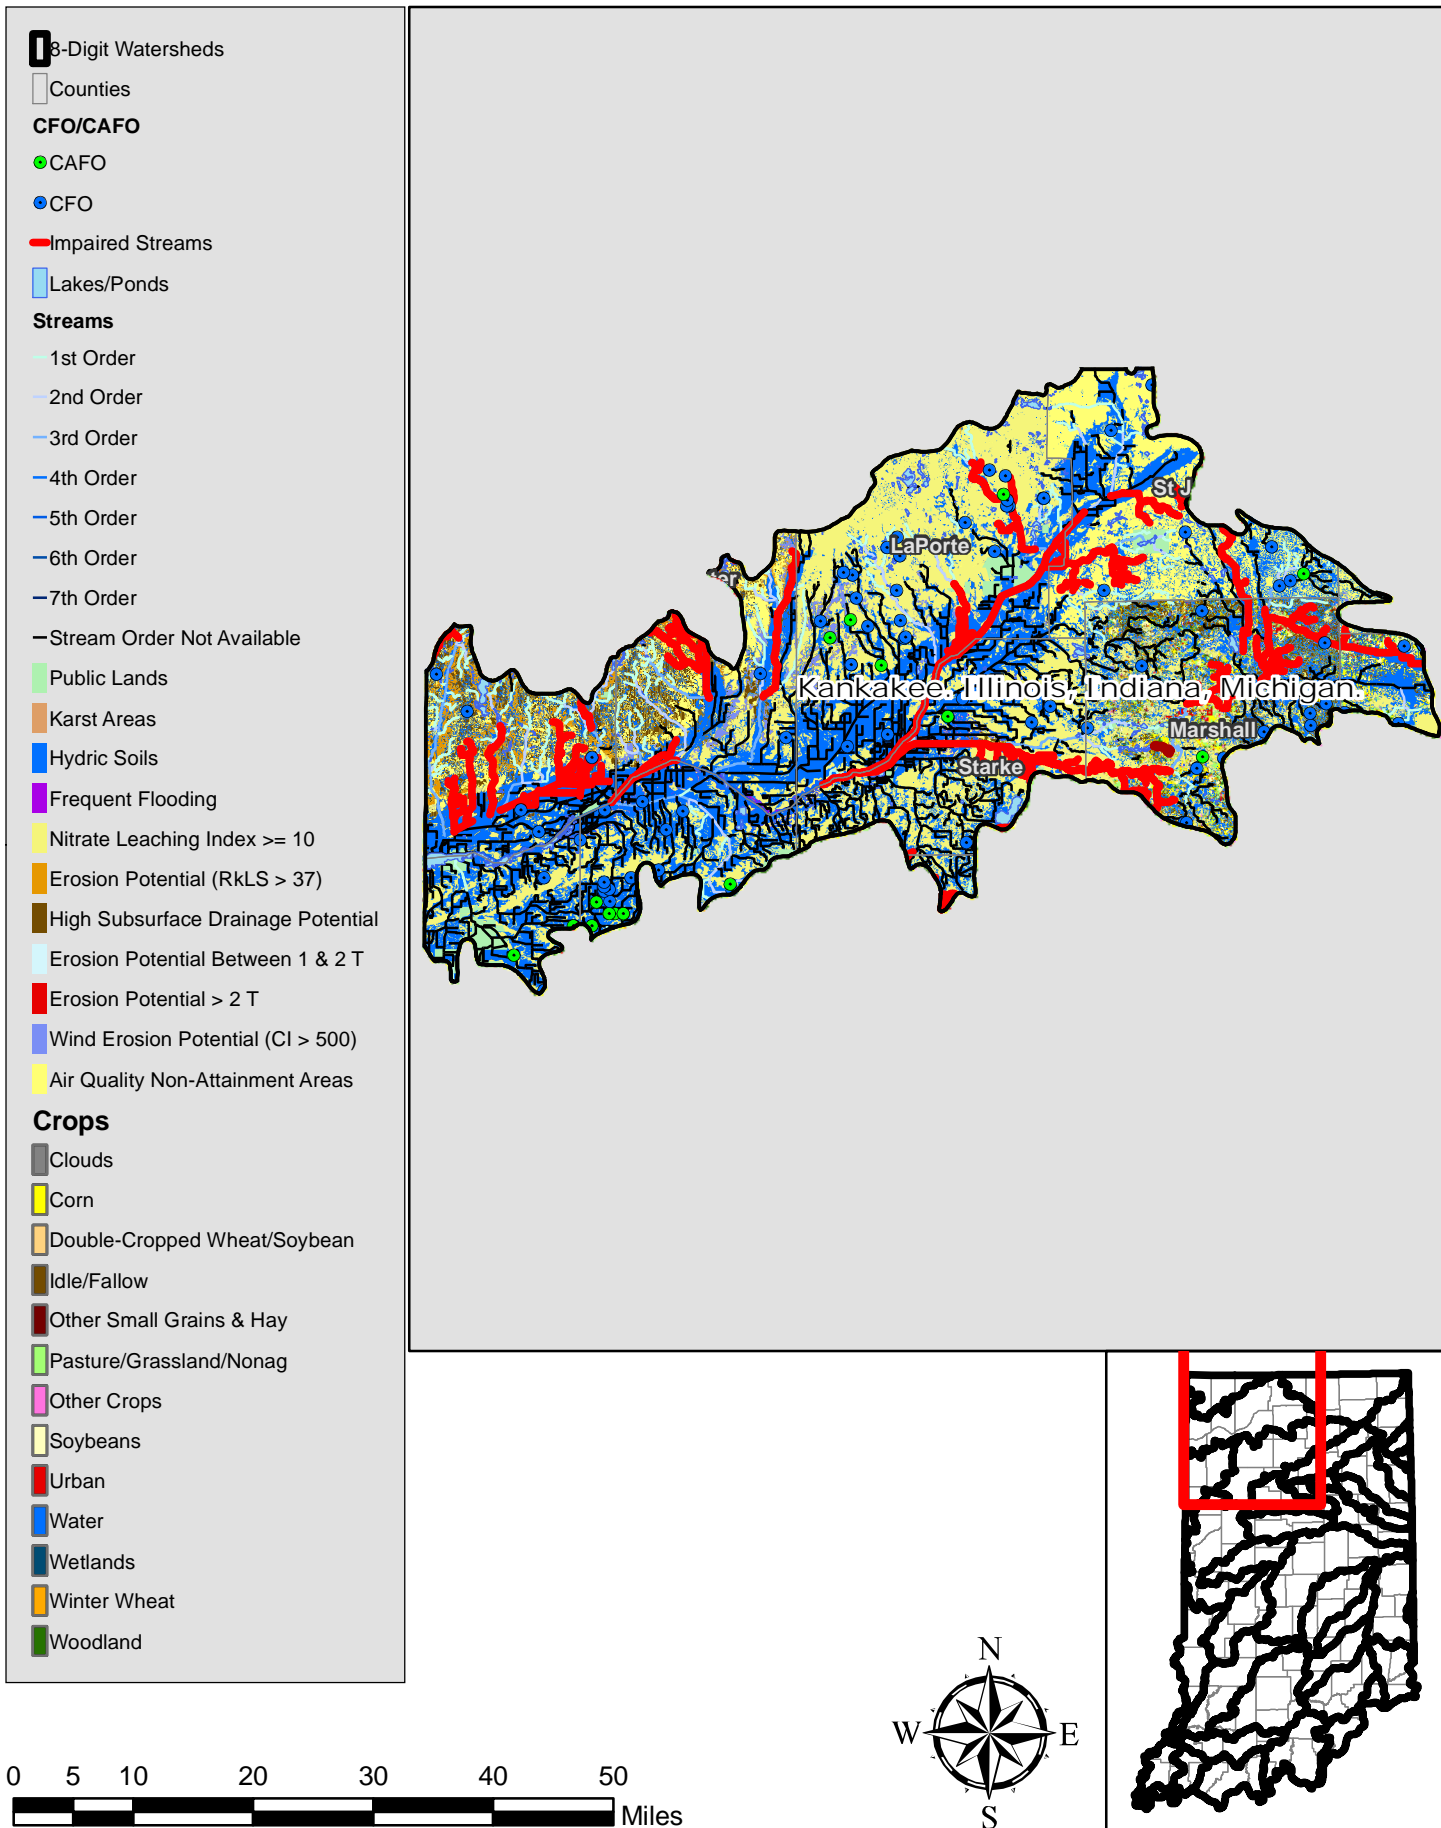 8-Digit Watersheds
Counties
CFO/CAFO
CAFO
CFO
Impaired Streams
Lakes/Ponds
Streams
1st Order
2nd Order
3rd Order
4th Order
5th Order
6th Order
7th Order
Stream Order Not Available
Public Lands
Karst Areas
Hydric Soils
Frequent Flooding
Nitrate Leaching Index >= 10
Erosion Potential (RkLS > 37)
High Subsurface Drainage Potential
Erosion Potential Between 1 & 2 T
Erosion Potential > 2 T
Wind Erosion Potential (CI > 500)
Air Quality Non-Attainment Areas
Crops
Clouds
Corn
Double-Cropped Wheat/Soybean
Idle/Fallow
Other Small Grains & Hay
Pasture/Grassland/Nonag
Other Crops
Soybeans
Urban
Water
Wetlands
Winter Wheat
Woodland
St J
LaPorte
ter
Kankakee. Illinois, Indiana, Michigan.
Marshall
Starke
N
W E
S
0 5 10 20 30 40 50
Miles